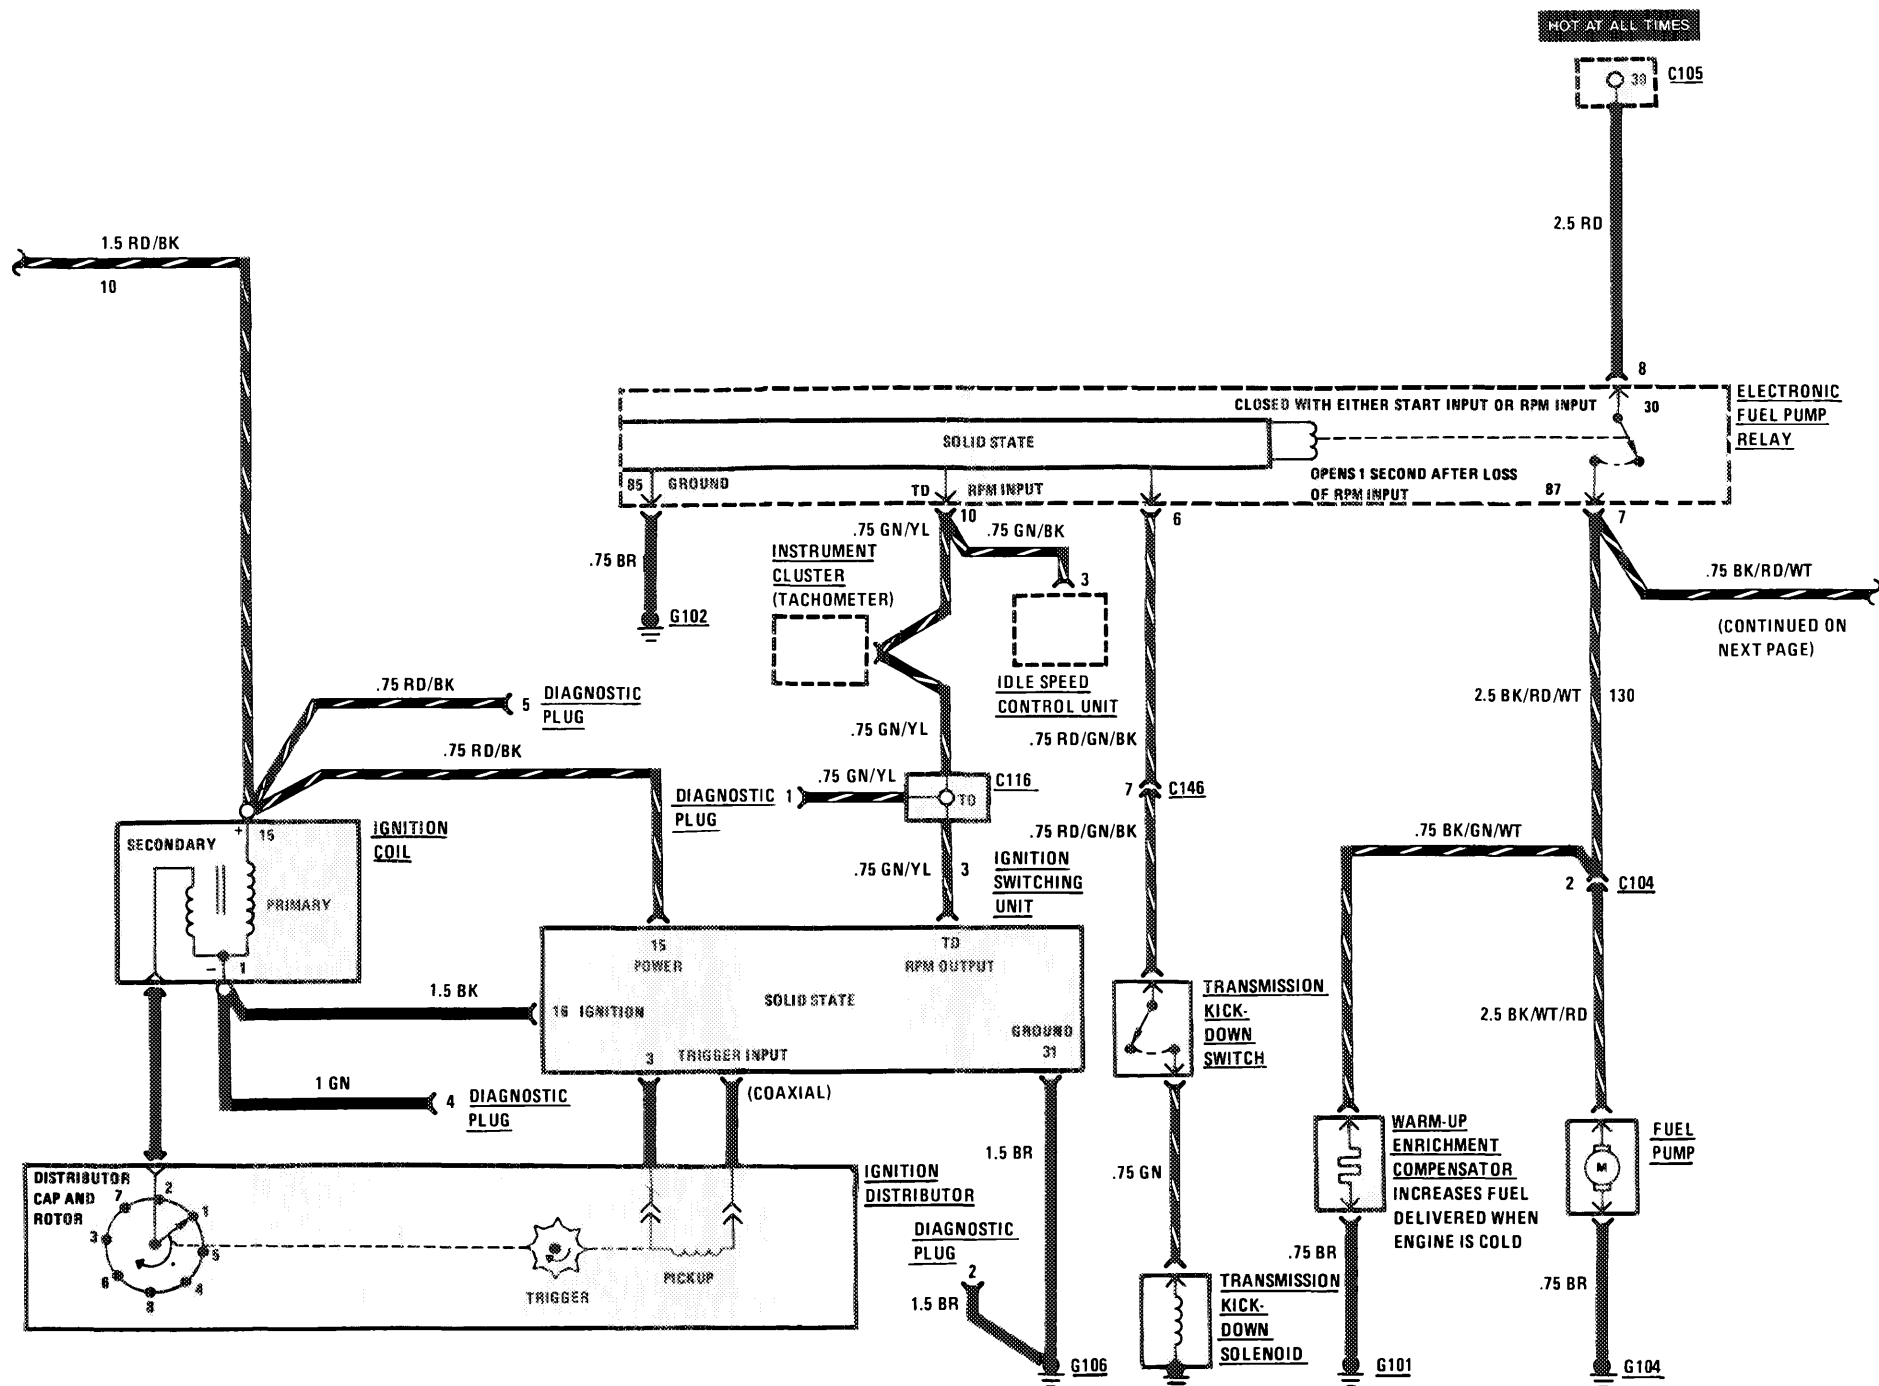 HOT AT ALL TIMES
30 C105
2.5 RD
1.5 RD/BK
10
8
ELECTRONIC
FUEL PUMP
RELAY
CLOSED WITH EITHER START INPUT OR RPM INPUT
30
SOLID STATE
OPENS 1 SECOND AFTER LOSS
OF RPM INPUT
85 GROUND
TD RPM INPUT
87
10
6
7
.75 GN/YL
.75 GN/BK
.75 BR
INSTRUMENT
CLUSTER
(TACHOMETER)
3
.75 BK/RD/WT
G102
(CONTINUED ON
NEXT PAGE)
IDLE SPEED
CONTROL UNIT
.75 RD/BK
5 DIAGNOSTIC
PLUG
2.5 BK/RD/WT 130
.75 GN/YL
.75 RD/GN/BK
.75 RD/BK
.75 GN/YL
C116
TD
DIAGNOSTIC 1
PLUG
7 C146
+ 15
IGNITION
COIL
SECONDARY
PRIMARY
- 1
.75 RD/GN/BK
.75 BK/GN/WT
.75 GN/YL 3
IGNITION
SWITCHING
UNIT
2 C104
15
POWER
TD
RPM OUTPUT
SOLID STATE
16 IGNITION
GROUND
31
3 TRIGGER INPUT
(COAXIAL)
1.5 BK
1 GN
4 DIAGNOSTIC
PLUG
TRANSMISSION
KICK-
DOWN
SWITCH
2.5 BK/WT/RD
1.5 BR
.75 GN
WARM-UP
ENRICHMENT
COMPENSATOR
INCREASES FUEL
DELIVERED WHEN
ENGINE IS COLD
FUEL
PUMP
M
IGNITION
DISTRIBUTOR
DISTRIBUTOR
CAP AND
ROTOR
7
2
1
3
5
6
4
8
TRIGGER
PICKUP
DIAGNOSTIC
PLUG
2
1.5 BR
G106
TRANSMISSION
KICK-
DOWN
SOLENOID
.75 BR
G101
.75 BR
G104